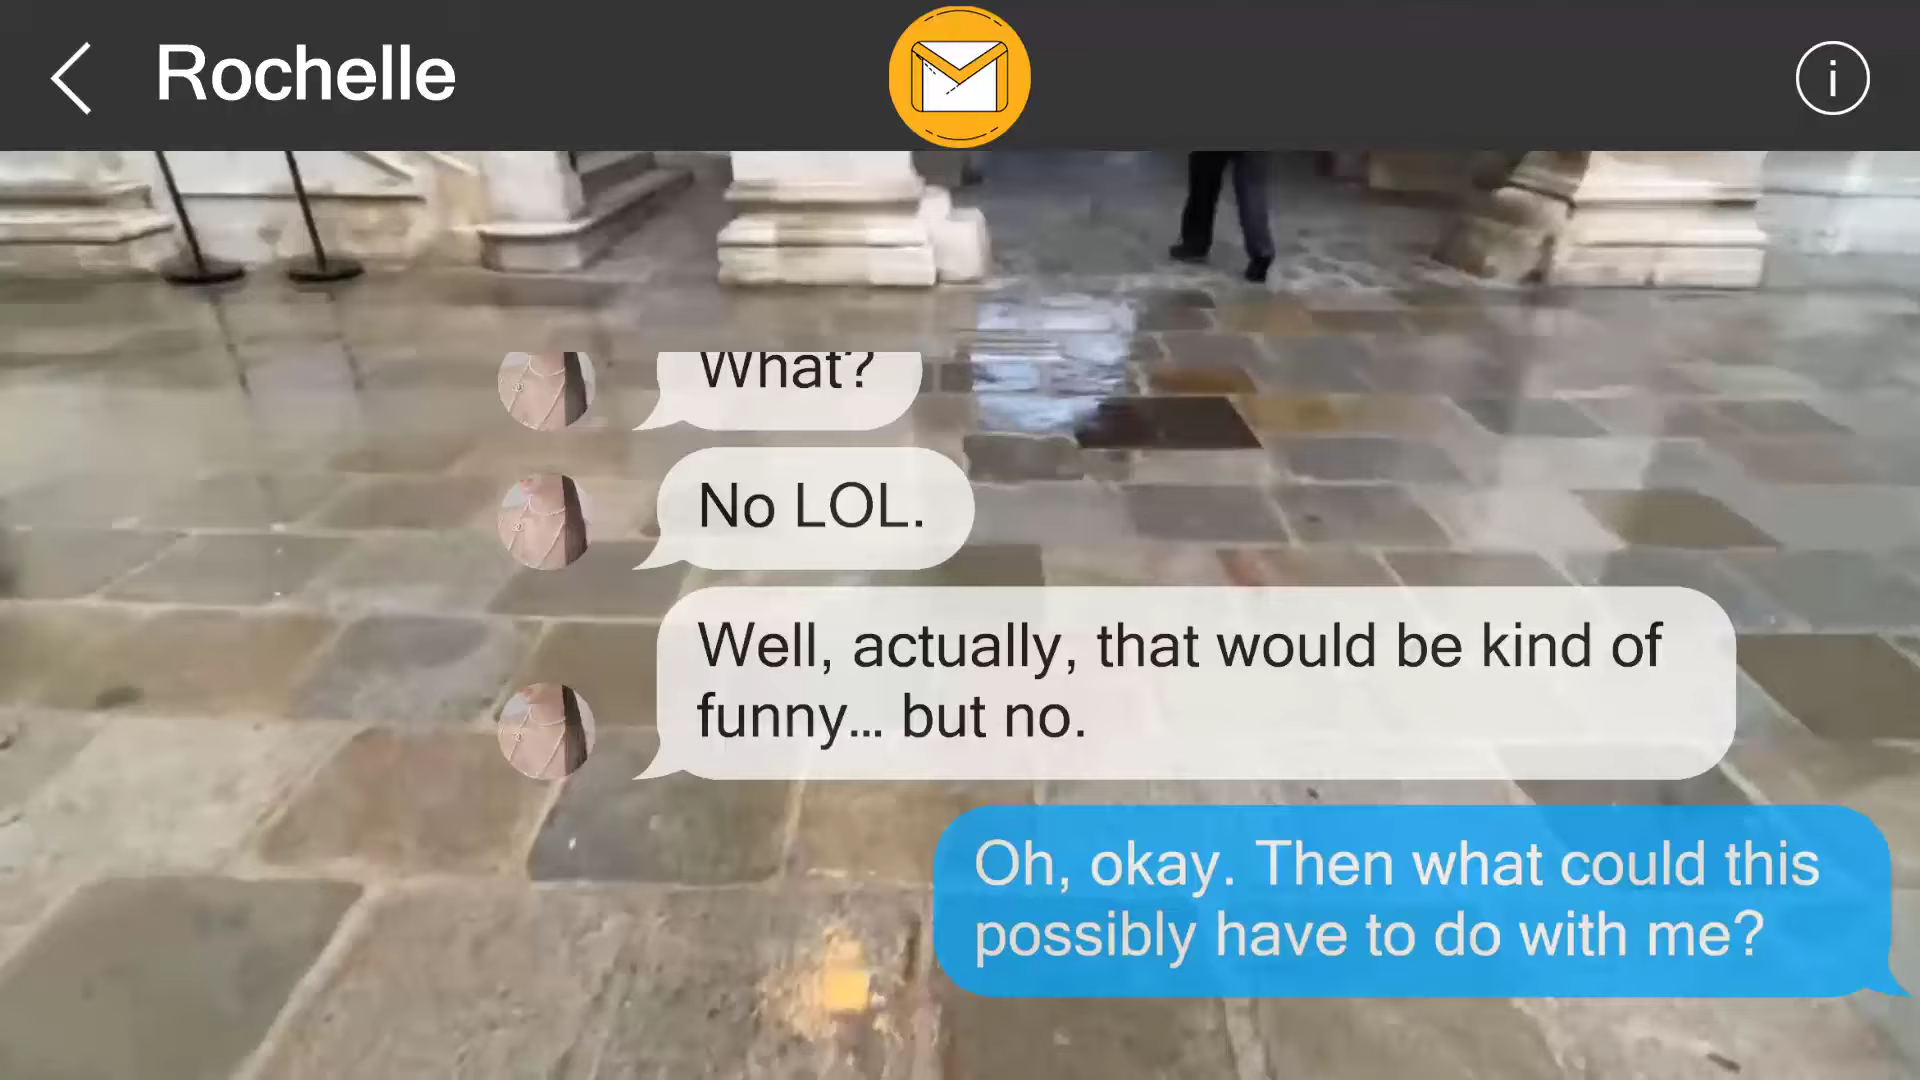 Rochelle
What?
No LOL.
Well, actually, that would be kind of
funny... but no.
Oh, okay. Then what could this
possibly have to do with me?